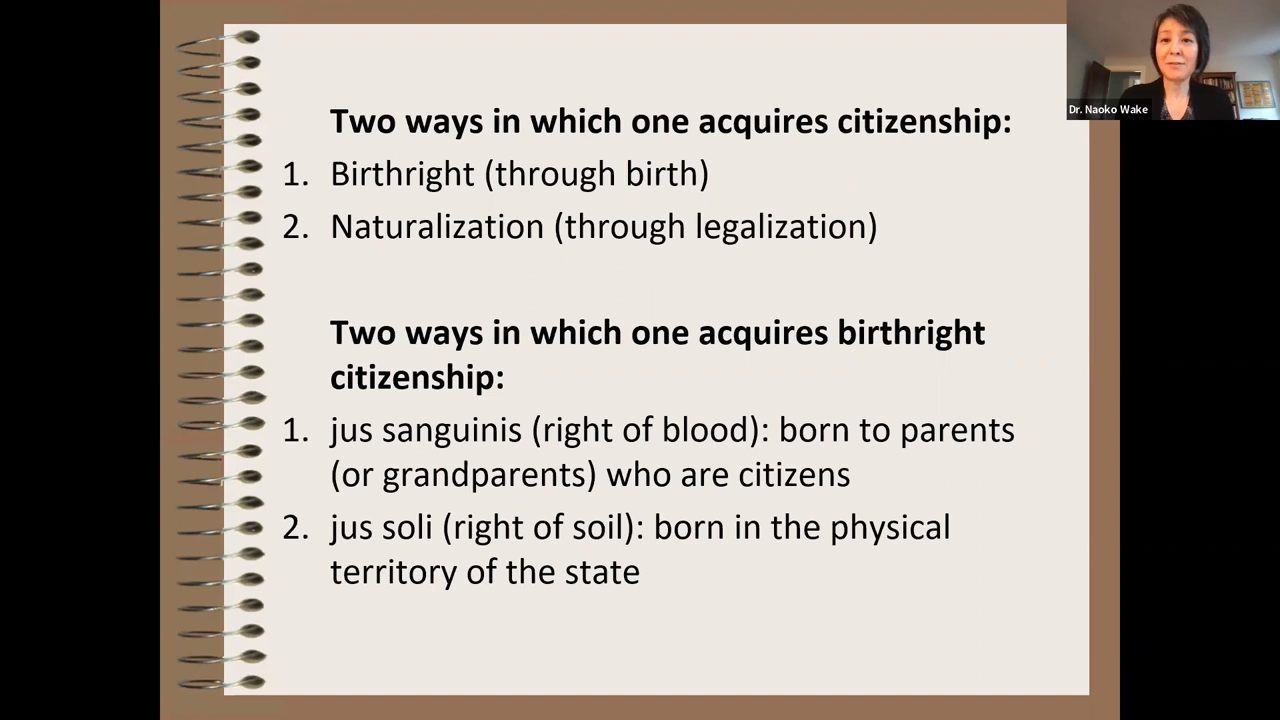 Two ways in which one acquires citizenship:
1. Birthright (through birth)
2. Naturalization (through legalization)
Two ways in which one acquires birthright
citizenship:
1. jus sanguinis (right of blood): born to parents
(or grandparents) who are citizens
2. jus soli (right of soil): born in the physical
territory of the state
Dr. Naoko Wake